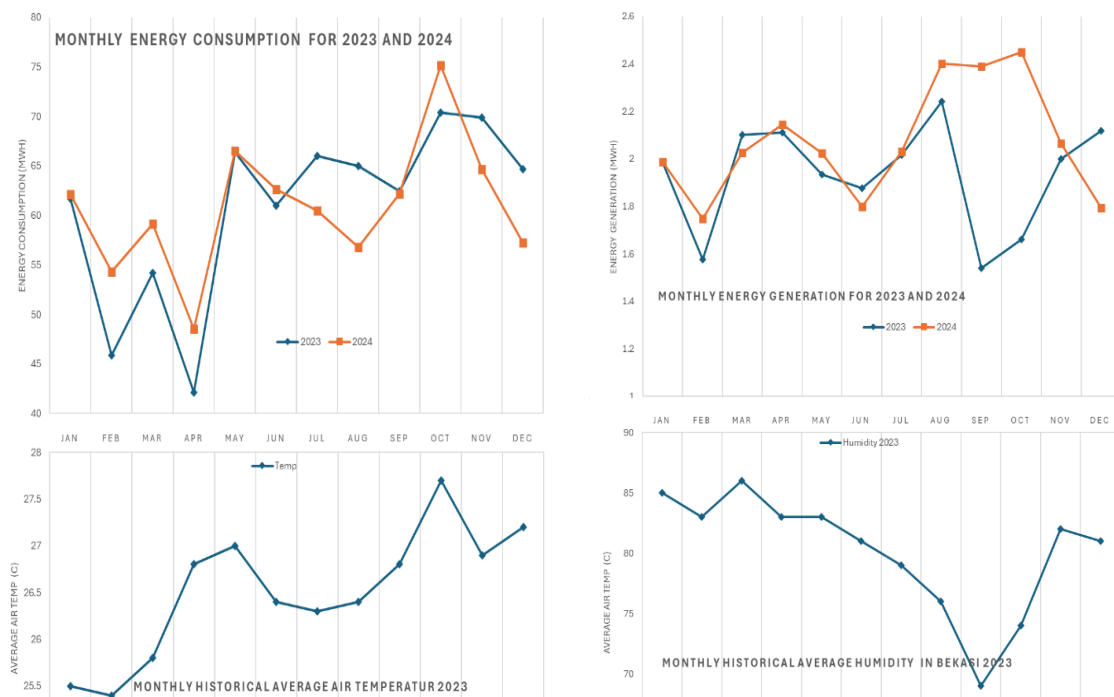 MONTHLY ENERGY CONSUMPTION FOR 2023 AND 2024
ENERGY CONSUMPTION (MWH)
80
75
70
65
60
55
50
45
40
2023 2024
JAN FEB MAR APR MAY JUN JUL AUG SEP OCT NOV DEC
2.6
2.4
2.2
2
1.8
1.6
1.4
1.2
1
ENERGY GENERATION (MWH)
MONTHLY ENERGY GENERATION FOR 2023 AND 2024
2023 2024
JAN FEB MAR APR MAY JUN JUL AUG SEP OCT NOV DEC
28
27.5
27
26.5
26
25.5
Temp
AVERAGE AIR TEMP (C)
MONTHLY HISTORICAL AVERAGE AIR TEMPERATUR 2023
90
85
80
75
70
Humidity 2023
AVERAGE AIR TEMP (C)
MONTHLY HISTORICAL AVERAGE HUMIDITY IN BEKASI 2023